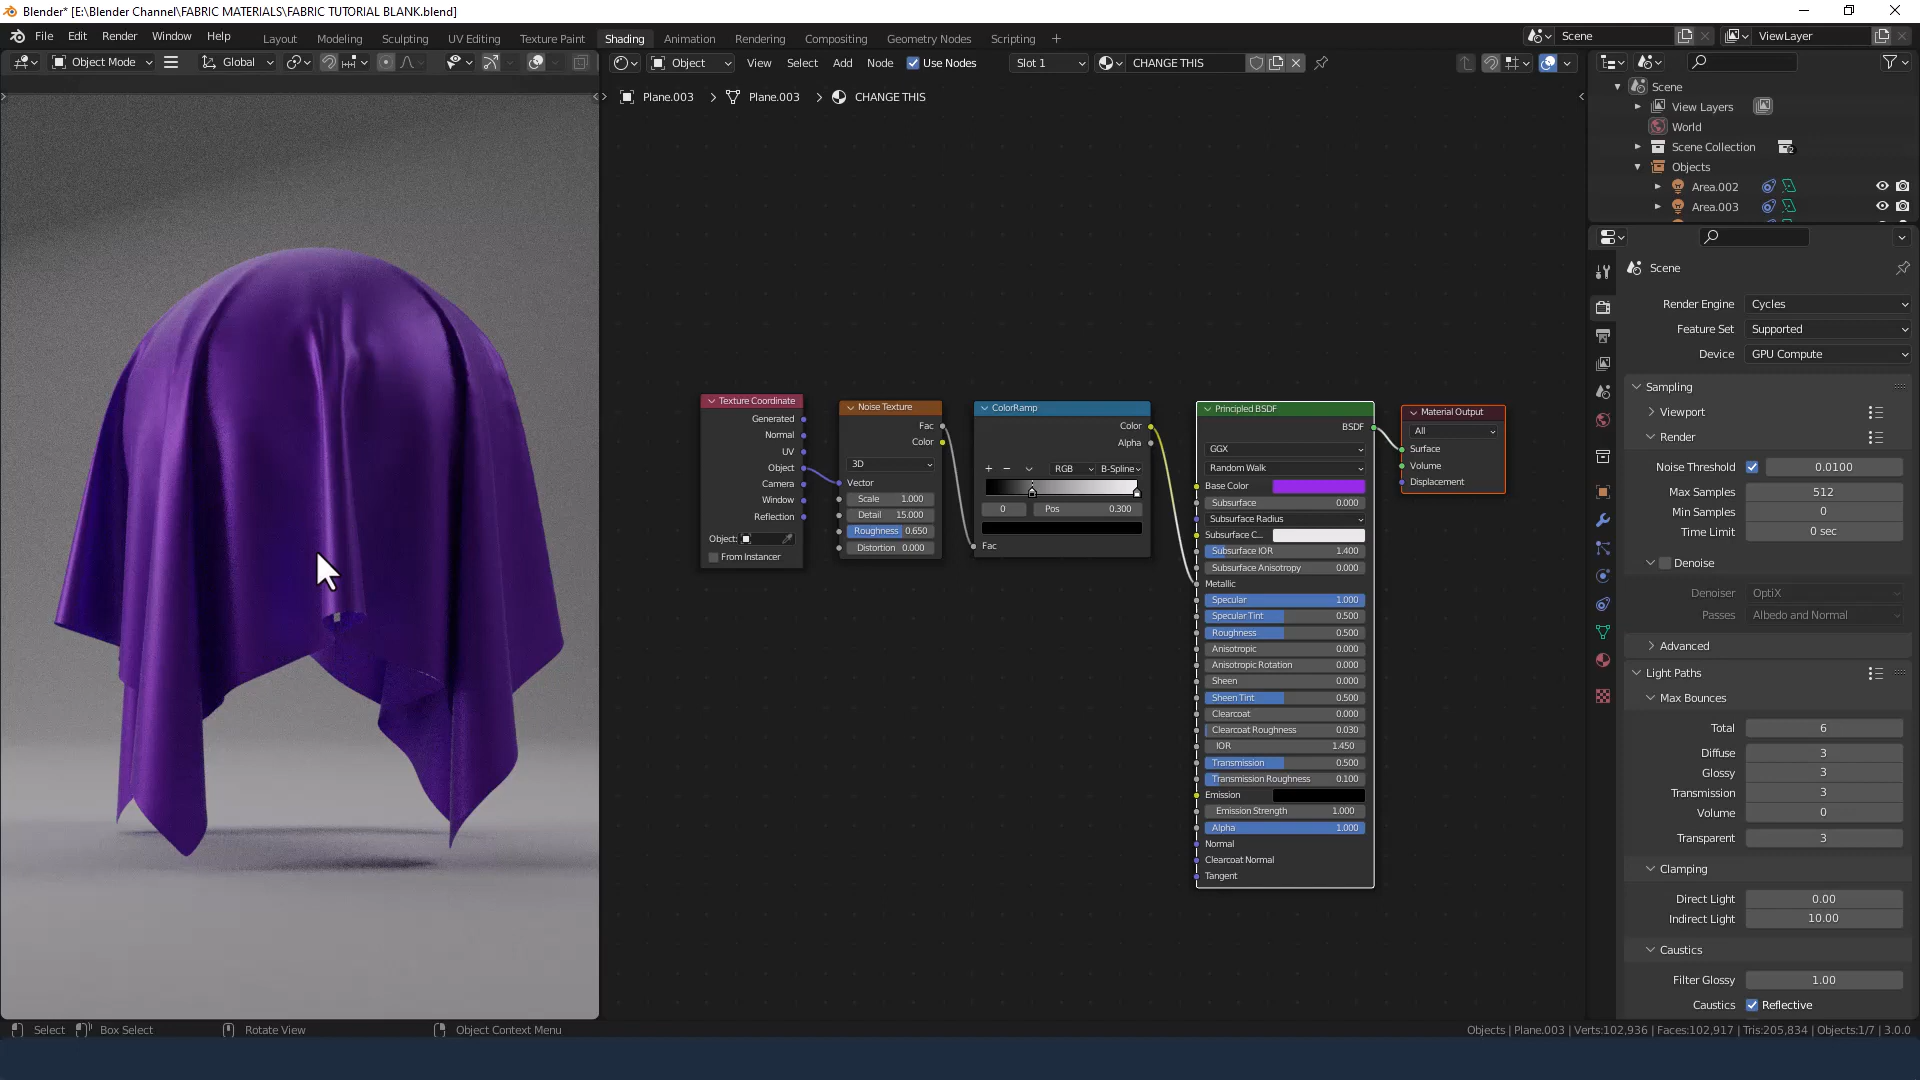 Blender* [E:\Blender Channel\FABRIC MATERIALS\FABRIC TUTORIAL BLANK.blend]
File Edit Render Window Help Layout Modeling Sculpting UV Editing Texture Paint Shading Animation Rendering Compositing Geometry Nodes Scripting + Scene ViewLayer
Object Mode Global Object View Select Add Node Use Nodes Slot 1 CHANGE THIS
Plane.003 > Plane.003 > CHANGE THIS
Scene
View Layers
World
Scene Collection 2
Objects
Area.002
Area.003
Scene
Render Engine Cycles
Feature Set Supported
Device GPU Compute
Sampling
Viewport
Render
Noise Threshold 0.0100
Max Samples 512
Min Samples 0
Time Limit 0 sec
Denoise
Denoiser OptiX
Passes Albedo and Normal
Advanced
Light Paths
Max Bounces
Total 6
Diffuse 3
Glossy 3
Transmission 3
Volume 0
Transparent 3
Clamping
Direct Light 0.00
Indirect Light 10.00
Caustics
Filter Glossy 1.00
Caustics Reflective
Texture Coordinate
Generated
Normal
UV
Object
Camera
Window
Reflection
Object:
From Instancer
Noise Texture
Fac
Color
3D
Vector
Scale 1.000
Detail 15.000
Roughness 0.650
Distortion 0.000
ColorRamp
Color
Alpha
+ − RGB B-Spline
0 Pos 0.300
Fac
Principled BSDF
BSDF
GGX
Random Walk
Base Color
Subsurface 0.000
Subsurface Radius
Subsurface C...
Subsurface IOR 1.400
Subsurface Anisotropy 0.000
Metallic
Specular 1.000
Specular Tint 0.500
Roughness 0.500
Anisotropic 0.000
Anisotropic Rotation 0.000
Sheen 0.000
Sheen Tint 0.500
Clearcoat 0.000
Clearcoat Roughness 0.030
IOR 1.450
Transmission 0.500
Transmission Roughness 0.100
Emission
Emission Strength 1.000
Alpha 1.000
Normal
Clearcoat Normal
Tangent
Material Output
All
Surface
Volume
Displacement
Select Box Select Rotate View Object Context Menu Objects | Plane.003 | Verts:102,936 | Faces:102,917 | Tris:205,834 | Objects:1/7 | 3.0.0